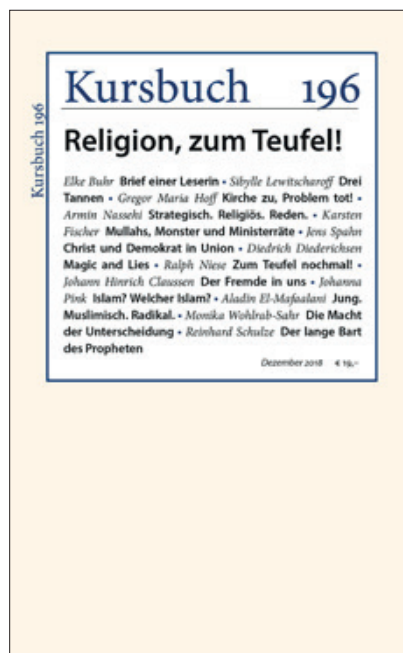 Kursbuch 196
Kursbuch 196
Religion, zum Teufel!
Elke Buhr Brief einer Leserin • Sibylle Lewitscharoff Drei
Tannen • Gregor Maria Hoff Kirche zu, Problem tot! •
Armin Nassehi Strategisch. Religiös. Reden. • Karsten
Fischer Mullahs, Monster und Ministerräte • Jens Spahn
Christ und Demokrat in Union • Diedrich Diederichsen
Magic and Lies • Ralph Niese Zum Teufel nochmal! •
Johann Hinrich Claussen Der Fremde in uns • Johanna
Pink Islam? Welcher Islam? • Aladin El-Mafaalani Jung.
Muslimisch. Radikal. • Monika Wohlrab-Sahr Die Macht
der Unterscheidung • Reinhard Schulze Der lange Bart
des Propheten
Dezember 2018 € 19,–